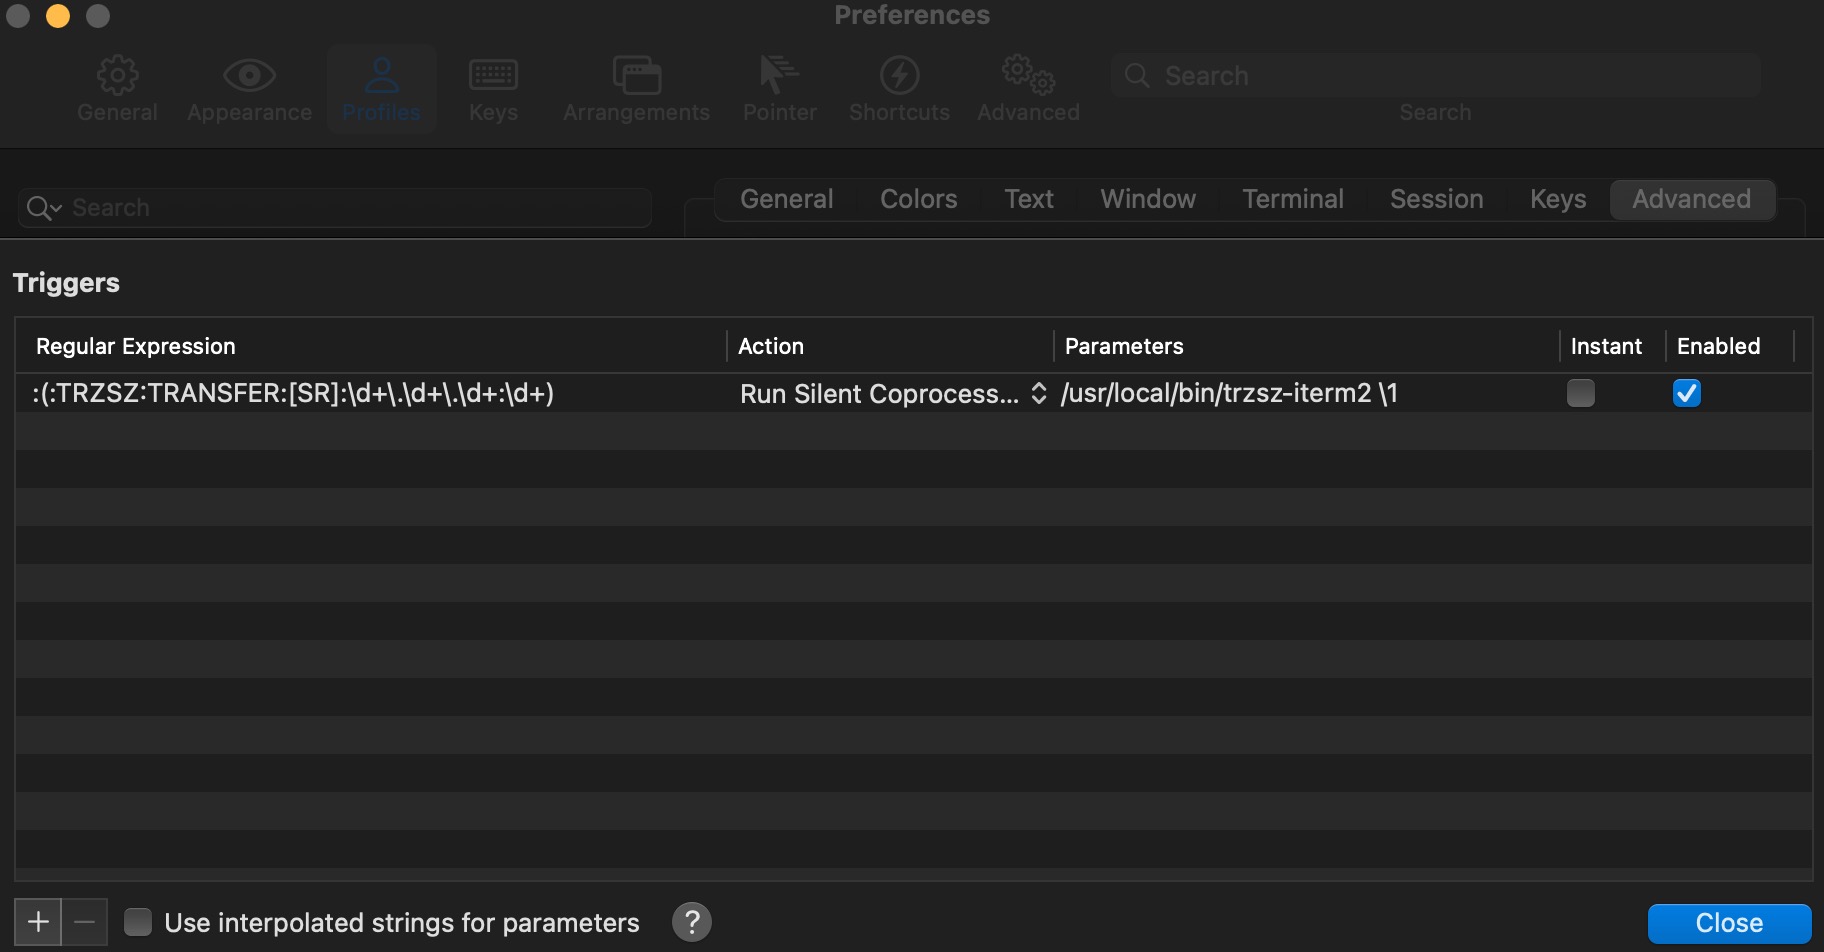 Preferences
General Appearance Profiles Keys Arrangements Pointer Shortcuts Advanced Search
Search
Search General Colors Text Window Terminal Session Keys Advanced
Triggers
Regular Expression Action Parameters Instant Enabled
:(:TRZSZ:TRANSFER:[SR]:\d+\.\d+\.\d+:\d+) Run Silent Coprocess... /usr/local/bin/trzsz-iterm2 \1
+ − Use interpolated strings for parameters ? Close